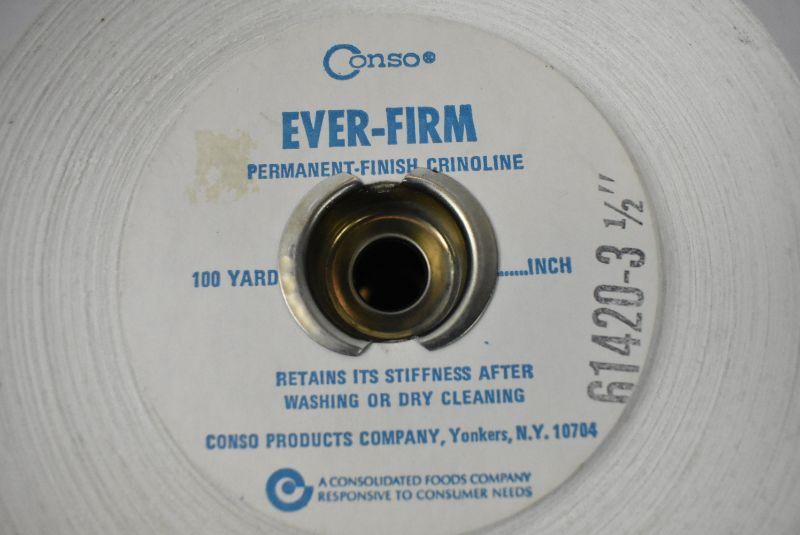 Conso®
EVER-FIRM
PERMANENT-FINISH CRINOLINE
100 YARD
......INCH
61420-3 1/2"
RETAINS ITS STIFFNESS AFTER
WASHING OR DRY CLEANING
CONSO PRODUCTS COMPANY, Yonkers, N.Y. 10704
A CONSOLIDATED FOODS COMPANY
RESPONSIVE TO CONSUMER NEEDS